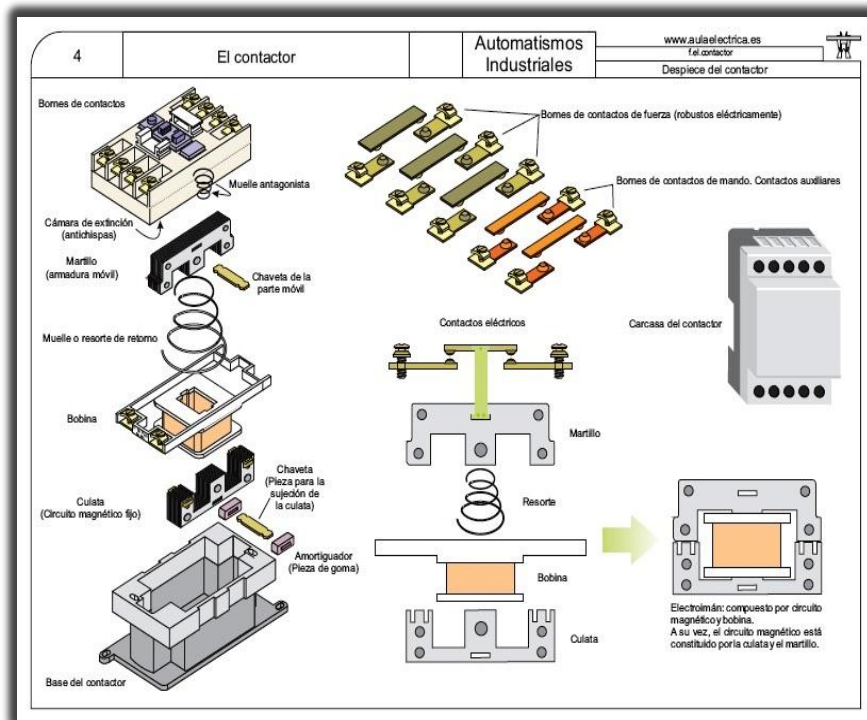 4
El contactor
Automatismos
Industriales
www.aulaelectrica.es
f.el.contactor
Despiece del contactor
Bornes de contactos
Muelle antagonista
Cámara de extinción
(antichispas)
Martillo
(armadura móvil)
Chaveta de la
parte móvil
Muelle o resorte de retorno
Bobina
Culata
(Circuito magnético fijo)
Chaveta
(Pieza para la
sujeción de
la culata)
Amortiguador
(Pieza de goma)
Base del contactor
Bornes de contactos de fuerza (robustos eléctricamente)
Bornes de contactos de mando. Contactos auxiliares
Contactos eléctricos
Carcasa del contactor
Martillo
Resorte
Bobina
Culata
Electroimán: compuesto por circuito
magnético y bobina.
A su vez, el circuito magnético está
constituido por la culata y el martillo.